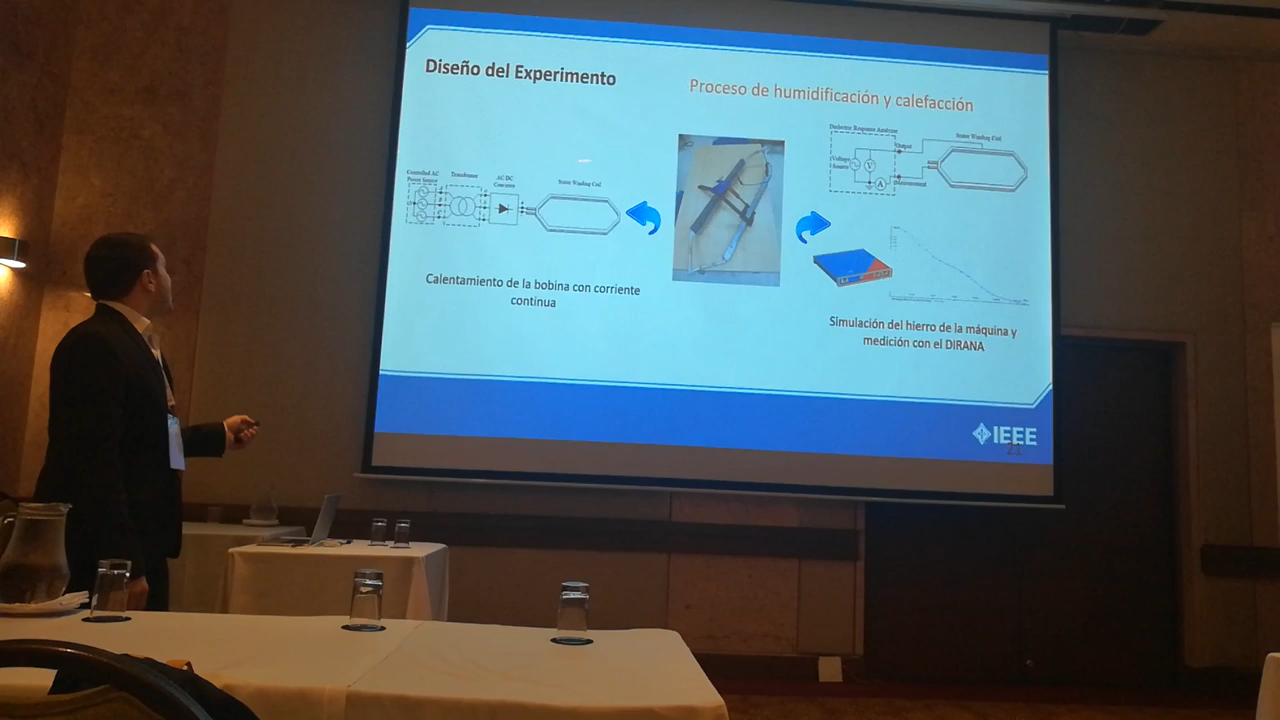 Diseño del Experimento
Proceso de humidificación y calefacción
Controlled AC
Power Source
Transformer
AC DC
Converter
Stator Winding Coil
Calentamiento de la bobina con corriente
continua
Dielectric Response Analyzer
Stator Winding Coil
Output
Voltage
Source
V
A
Measurement
Simulación del hierro de la máquina y
medición con el DIRANA
IEEE
21